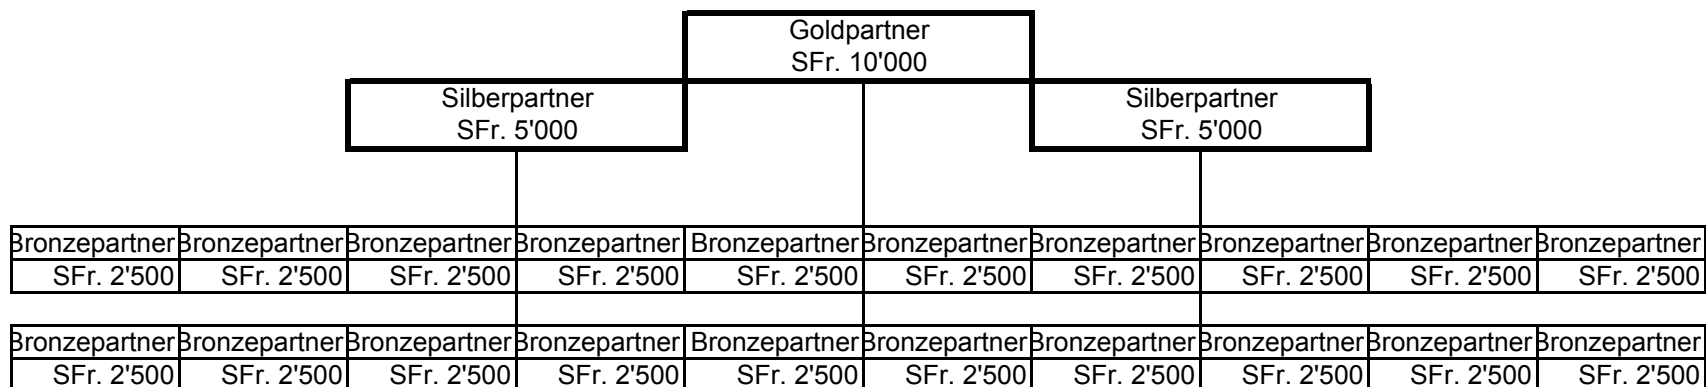 Goldpartner
SFr. 10'000
Silberpartner Silberpartner
SFr. 5'000 SFr. 5'000
Bronzepartner Bronzepartner Bronzepartner Bronzepartner Bronzepartner Bronzepartner Bronzepartner Bronzepartner Bronzepartner Bronzepartner
SFr. 2'500 SFr. 2'500 SFr. 2'500 SFr. 2'500 SFr. 2'500 SFr. 2'500 SFr. 2'500 SFr. 2'500 SFr. 2'500 SFr. 2'500
Bronzepartner Bronzepartner Bronzepartner Bronzepartner Bronzepartner Bronzepartner Bronzepartner Bronzepartner Bronzepartner Bronzepartner
SFr. 2'500 SFr. 2'500 SFr. 2'500 SFr. 2'500 SFr. 2'500 SFr. 2'500 SFr. 2'500 SFr. 2'500 SFr. 2'500 SFr. 2'500